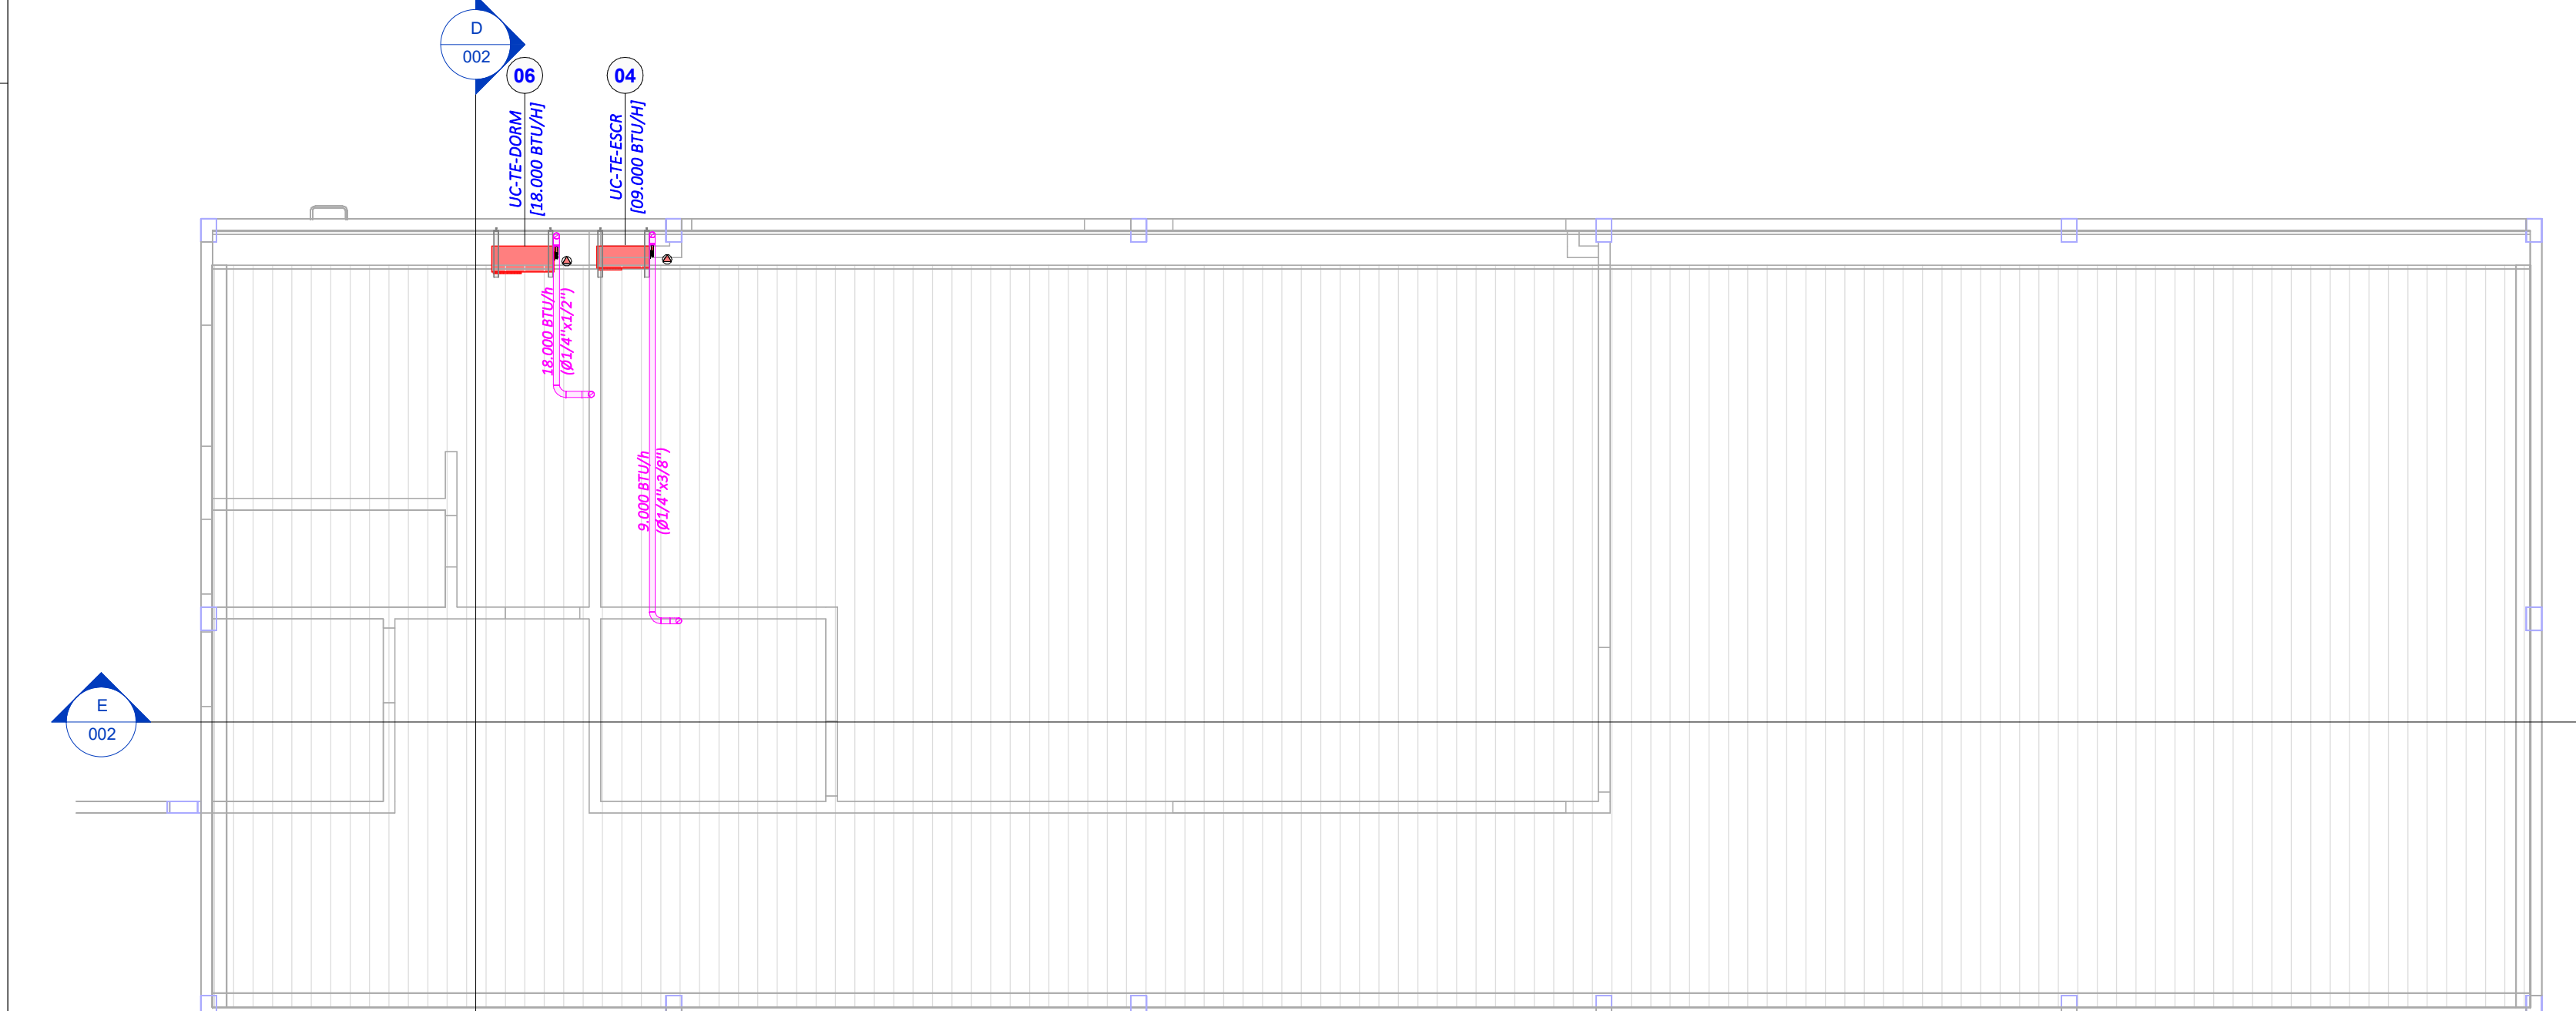 D
002
06
04
UC-TE-DORM
[18.000 BTU/H]
UC-TE-ESCR
[09.000 BTU/H]
18.000 BTU/h
(Ø1/4"x1/2")
9.000 BTU/h
(Ø1/4"x3/8")
E
002